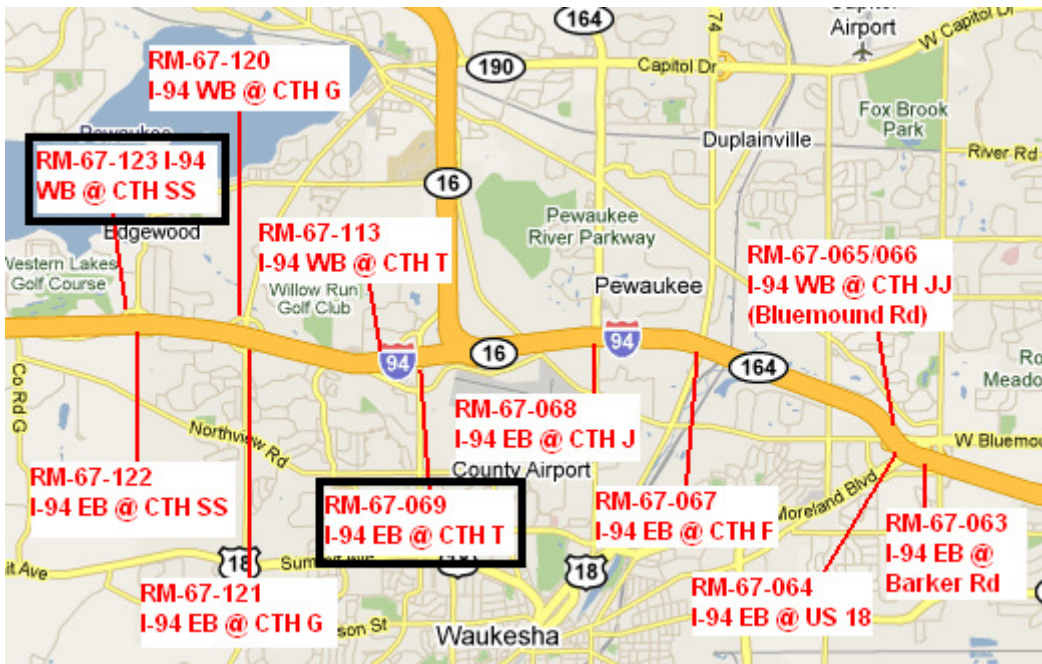 164
74
Airport
W Capitol Dr
RM-67-120
I-94 WB @ CTH G
190
Capitol Dr
Fox Brook
Park
Duplainville
River Rd
RM-67-123 I-94
WB @ CTH SS
16
Edgewood
RM-67-113
I-94 WB @ CTH T
Pewaukee
River Parkway
RM-67-065/066
I-94 WB @ CTH JJ
(Bluemound Rd)
Western Lakes
Golf Course
Willow Run
Golf Club
Pewaukee
94
16
94
164
Co Rd G
Northview Rd
RM-67-068
I-94 EB @ CTH J
County Airport
W Bluemou
Moreland Blvd
RM-67-122
I-94 EB @ CTH SS
RM-67-069
I-94 EB @ CTH T
RM-67-067
I-94 EB @ CTH F
RM-67-063
I-94 EB @
Barker Rd
18
18
RM-67-064
I-94 EB @ US 18
RM-67-121
I-94 EB @ CTH G
son St
Waukesha